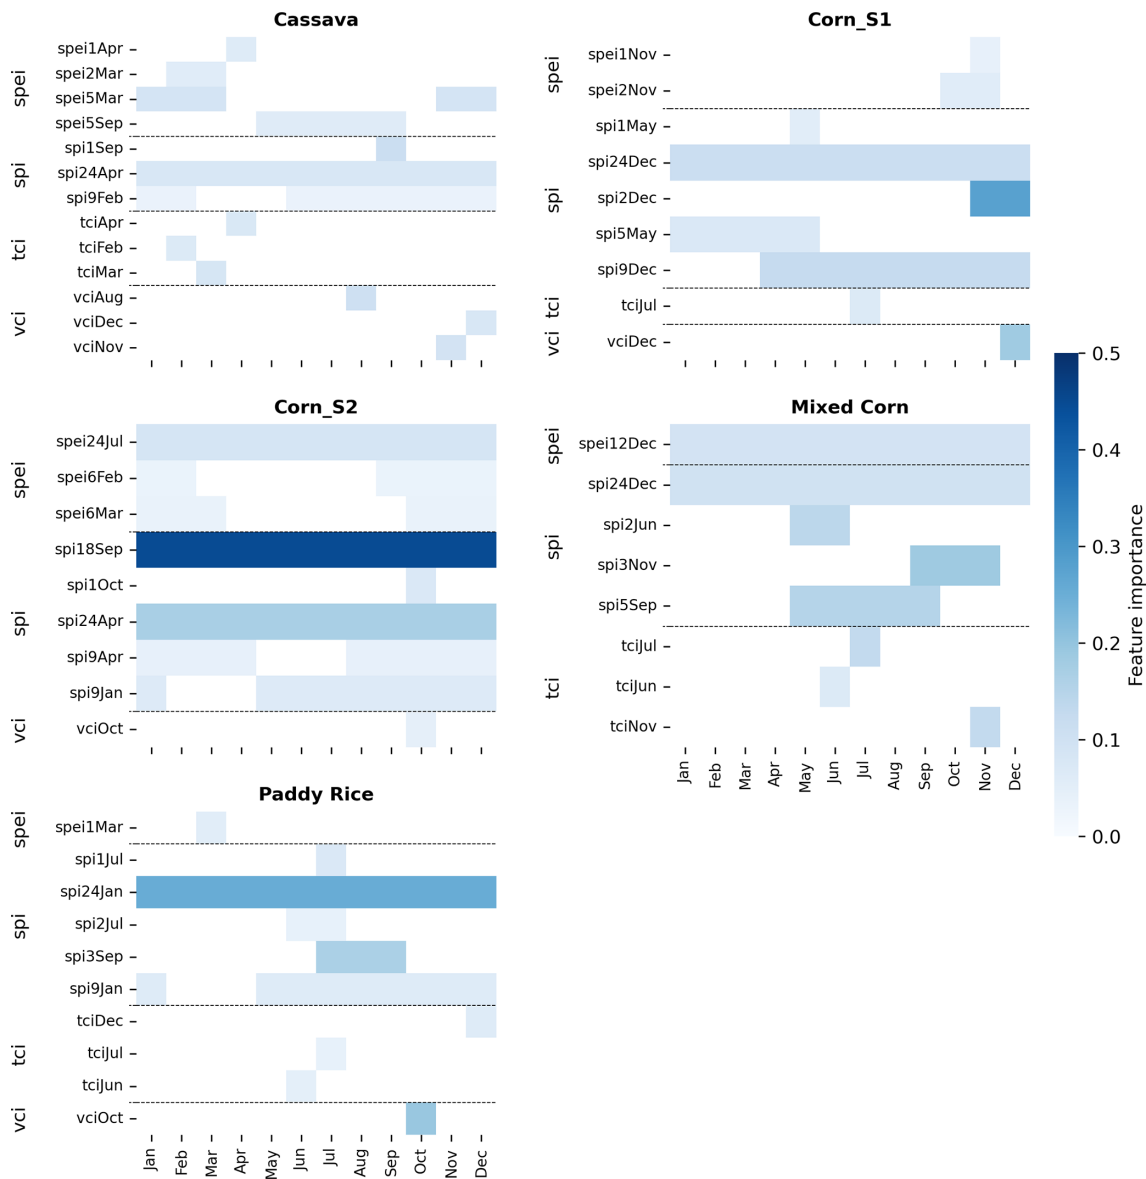 Cassava
spei
spei1Apr
spei2Mar
spei5Mar
spei5Sep
spi
spi1Sep
spi24Apr
spi9Feb
tci
tciApr
tciFeb
tciMar
vci
vciAug
vciDec
vciNov
Corn_S1
spei
spei1Nov
spei2Nov
spi
spi1May
spi24Dec
spi2Dec
spi5May
spi9Dec
tci
tciJul
vci
vciDec
Corn_S2
spei
spei24Jul
spei6Feb
spei6Mar
spi
spi18Sep
spi1Oct
spi24Apr
spi9Apr
spi9Jan
vci
vciOct
Mixed Corn
spei
spei12Dec
spi
spi24Dec
spi2Jun
spi3Nov
spi5Sep
tci
tciJul
tciJun
tciNov
Jan Feb Mar Apr May Jun Jul Aug Sep Oct Nov Dec
0.5
0.4
0.3
0.2
0.1
0.0
Feature importance
Paddy Rice
spei
spei1Mar
spi
spi1Jul
spi24Jan
spi2Jul
spi3Sep
spi9Jan
tci
tciDec
tciJul
tciJun
vci
vciOct
Jan Feb Mar Apr May Jun Jul Aug Sep Oct Nov Dec